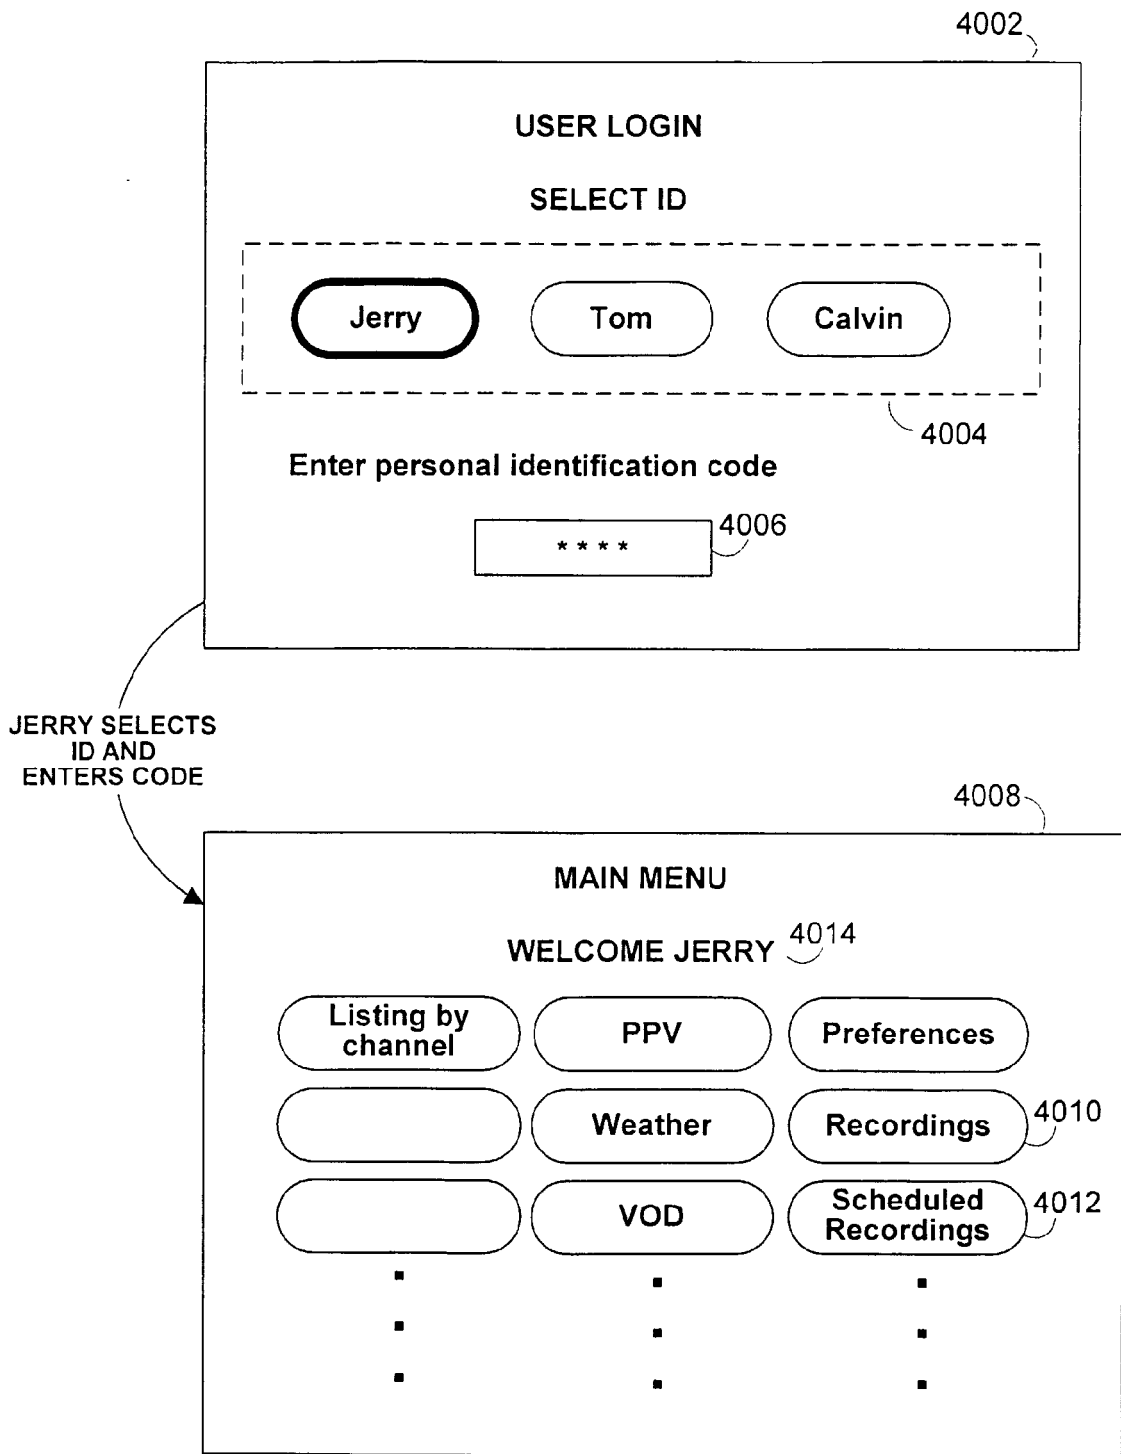 4002
USER LOGIN
SELECT ID
Jerry Tom Calvin
4004
Enter personal identification code
4006
* * * *
JERRY SELECTS
ID AND
ENTERS CODE
4008
MAIN MENU
WELCOME JERRY 4014
Listing by
channel
PPV
Preferences
Weather
Recordings
4010
VOD
Scheduled
Recordings
4012